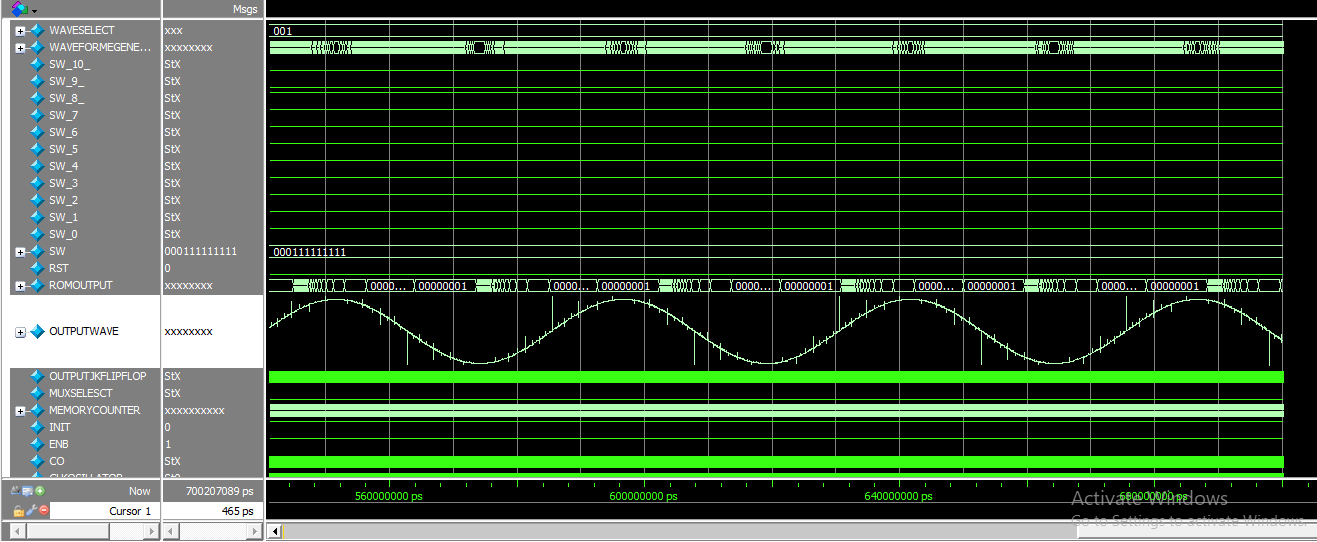 Msgs
WAVESELECT xxx 001
WAVEFORMEGENE... xxxxxxxx
SW_10_ StX
SW_9_ StX
SW_8_ StX
SW_7 StX
SW_6 StX
SW_5 StX
SW_4 StX
SW_3 StX
SW_2 StX
SW_1 StX
SW_0 StX
SW 000111111111 000111111111
RST 0
ROMOUTPUT xxxxxxxx 0000... 00000001 0000... 00000001 0000... 00000001 0000... 00000001 0000... 00000001
OUTPUTWAVE xxxxxxxx
OUTPUTJKFLIPFLOP StX
MUXSELESCT StX
MEMORYCOUNTER xxxxxxxxxx
INIT 0
ENB 1
CO StX
Now 700207089 ps 560000000 ps 600000000 ps 640000000 ps 680000000 ps
Cursor 1 465 ps
Activate Windows
Go to Settings to activate Windows.